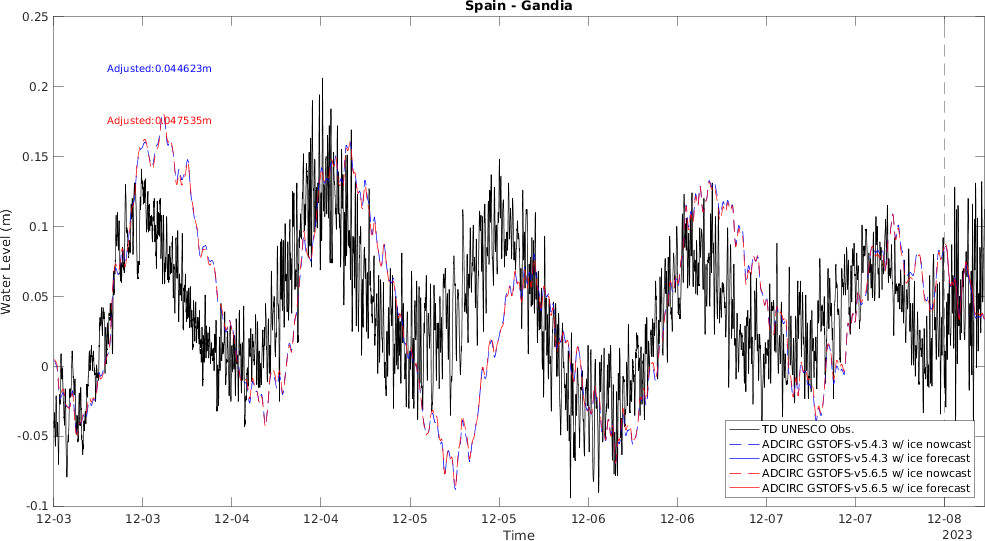 Spain - Gandia
0.25
0.2
0.15
0.1
0.05
0
-0.05
-0.1
Water Level (m)
Adjusted:0.044623m
Adjusted:0.047535m
TD UNESCO Obs.
ADCIRC GSTOFS-v5.4.3 w/ ice nowcast
ADCIRC GSTOFS-v5.4.3 w/ ice forecast
ADCIRC GSTOFS-v5.6.5 w/ ice nowcast
ADCIRC GSTOFS-v5.6.5 w/ ice forecast
12-03 12-03 12-04 12-04 12-05 12-05 12-06 12-06 12-07 12-07 12-08
2023
Time